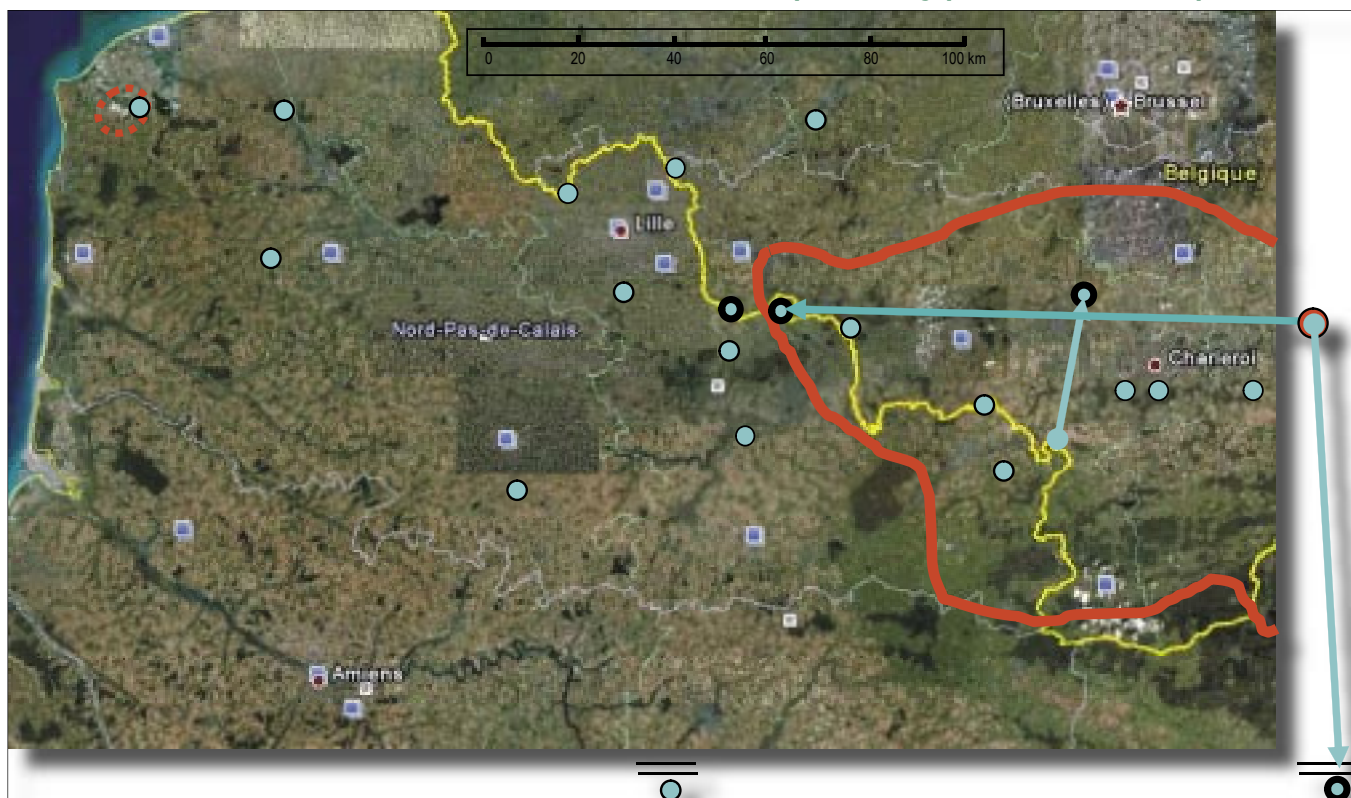 0 20 40 60 80 100 km
(Bruxelles) Brussel
Belgique
Lille
Nord-Pas-de-Calais
Charleroi
Amiens